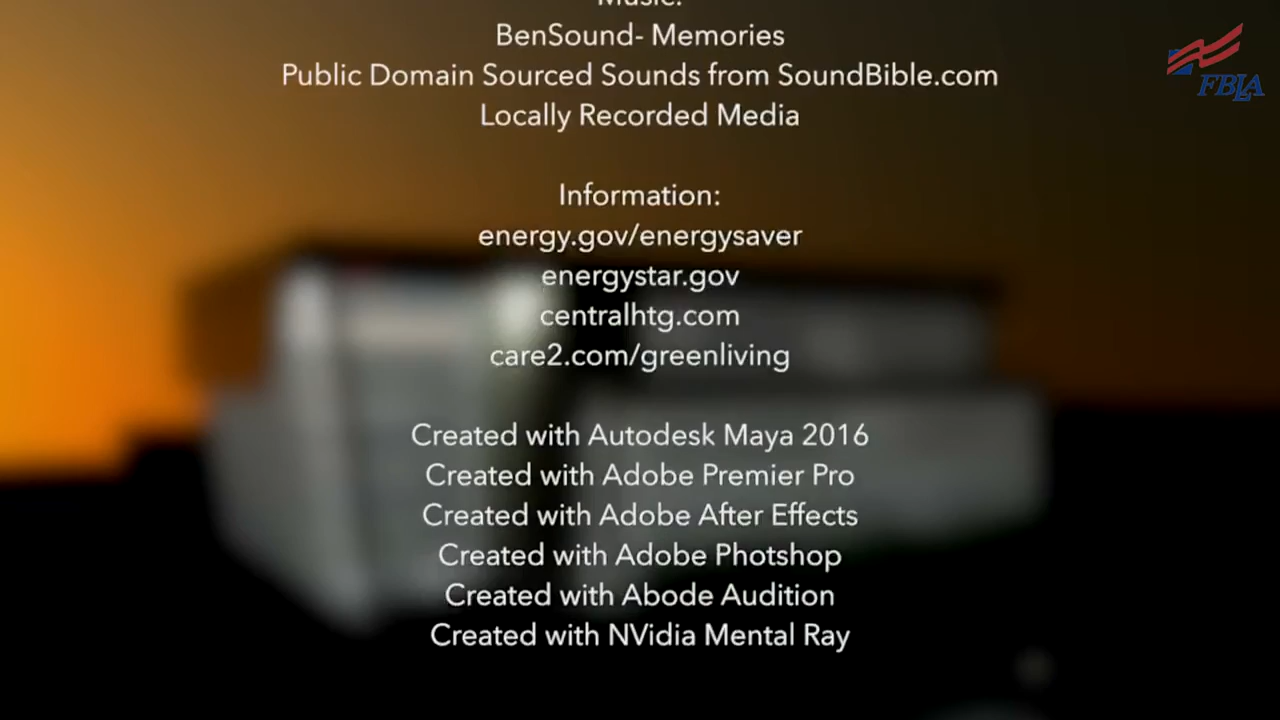 Music:
BenSound- Memories
Public Domain Sourced Sounds from SoundBible.com
Locally Recorded Media
Information:
energy.gov/energysaver
energystar.gov
centralhtg.com
care2.com/greenliving
Created with Autodesk Maya 2016
Created with Adobe Premier Pro
Created with Adobe After Effects
Created with Adobe Photshop
Created with Abode Audition
Created with NVidia Mental Ray
FBLA